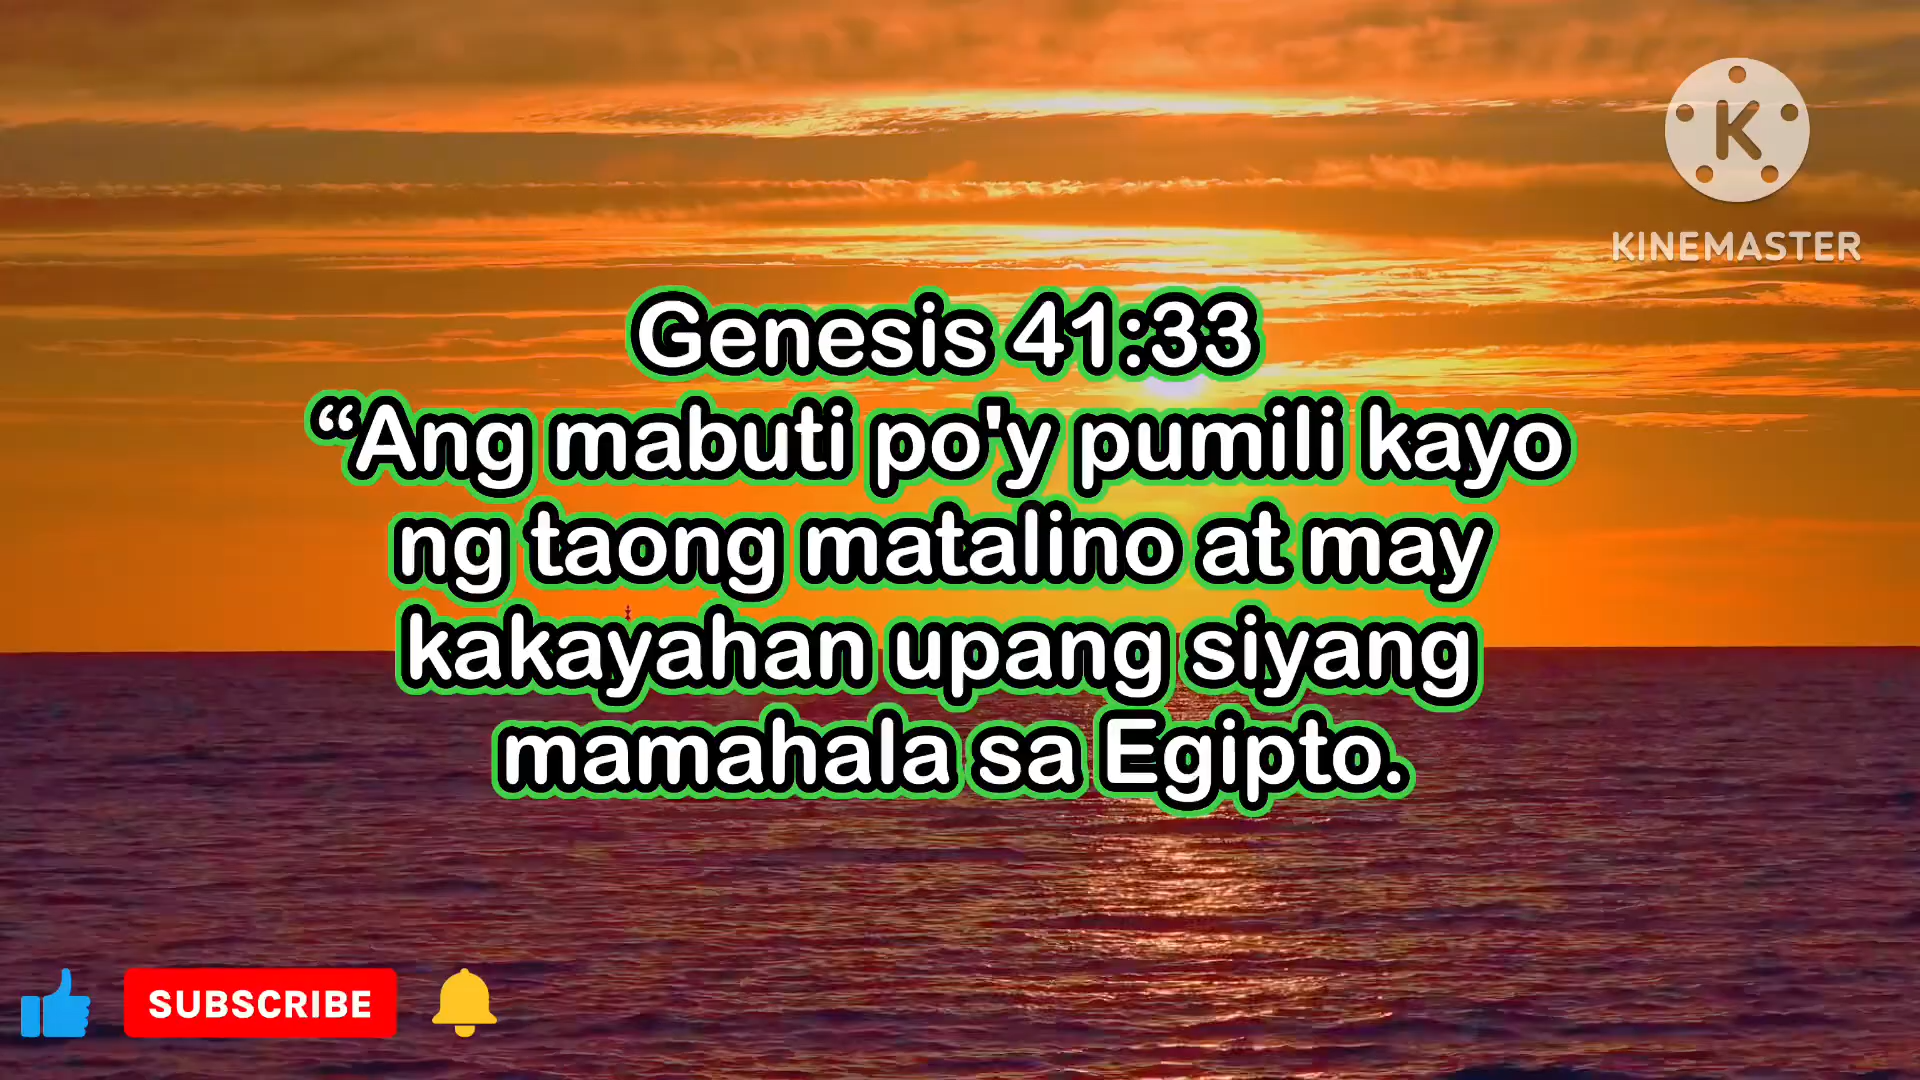 K
KINEMASTER
Genesis 41:33
“Ang mabuti po'y pumili kayo
ng taong matalino at may
kakayahan upang siyang
mamahala sa Egipto.
SUBSCRIBE